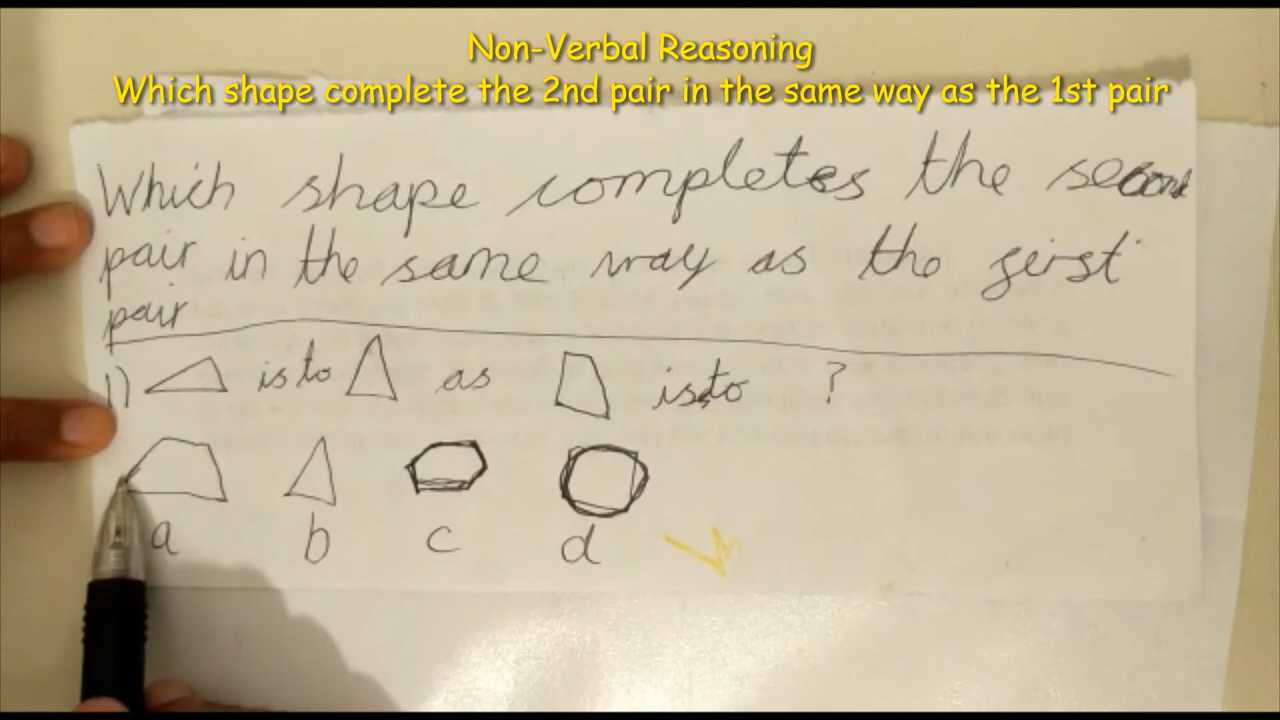 Non-Verbal Reasoning
Which shape complete the 2nd pair in the same way as the 1st pair
Which shape completes the second
pair in the same way as the first
pair
1) is to as is to ?
a b c d